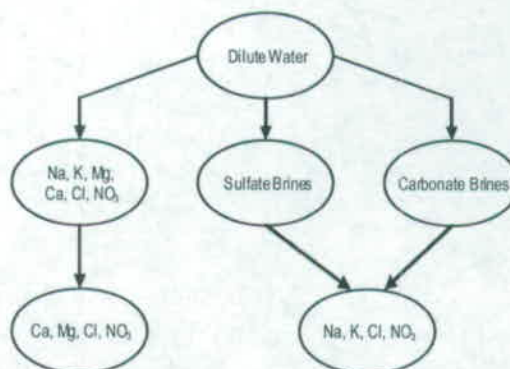 Dilute Water
Na, K, Mg,
Ca, Cl, NO₃
Sulfate Brines
Carbonate Brines
Ca, Mg, Cl, NO₃
Na, K, Cl, NO₃